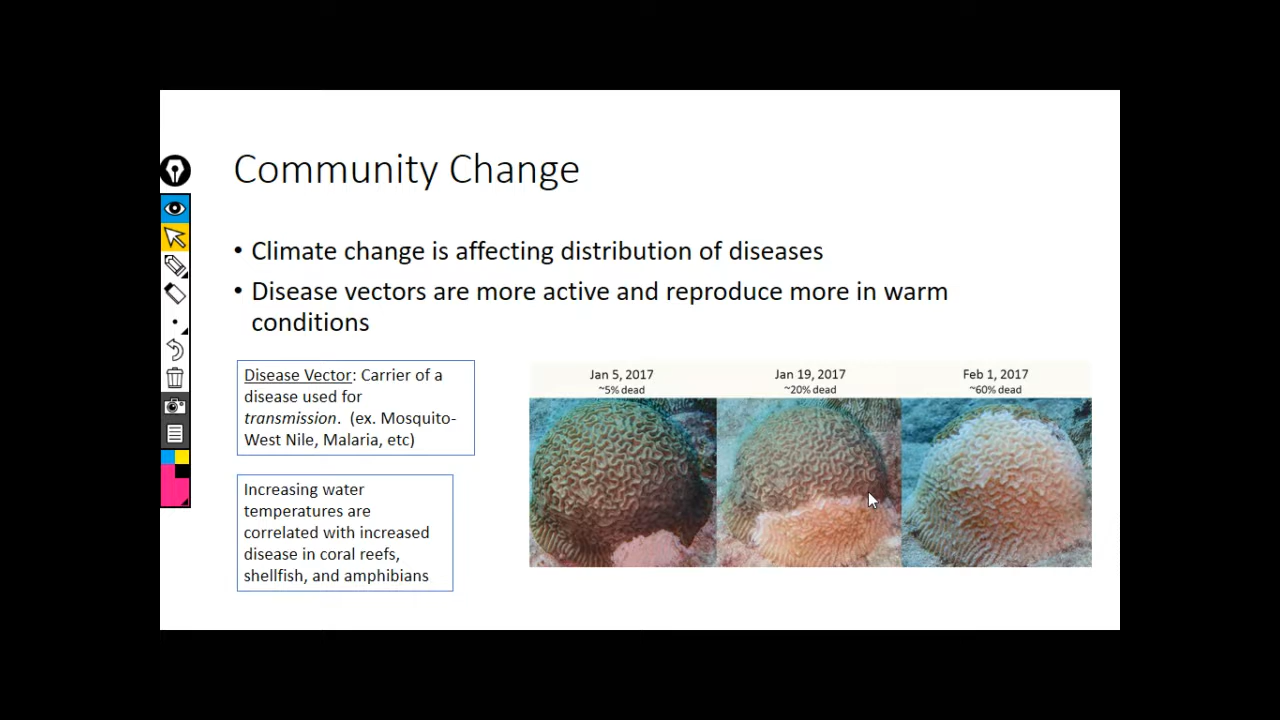 Community Change
• Climate change is affecting distribution of diseases
• Disease vectors are more active and reproduce more in warm
conditions
Disease Vector: Carrier of a
disease used for
transmission.  (ex. Mosquito-
West Nile, Malaria, etc)
Increasing water
temperatures are
correlated with increased
disease in coral reefs,
shellfish, and amphibians
Jan 5, 2017
~5% dead
Jan 19, 2017
~20% dead
Feb 1, 2017
~60% dead